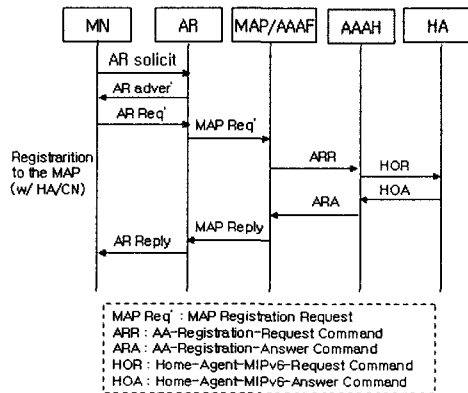 MN AR MAP/AAAF AAAH HA
AR solicit
AR adver'
AR Req'
MAP Req'
Registrartion
to the MAP
(w/ HA/CN)
ARR
HOR
HOA
ARA
MAP Reply
AR Reply
MAP Req' : MAP Registration Request
ARR : AA-Registration-Request Command
ARA : AA-Registration-Answer Command
HOR : Home-Agent-MIPv6-Request Command
HOA : Home-Agent-MIPv6-Answer Command